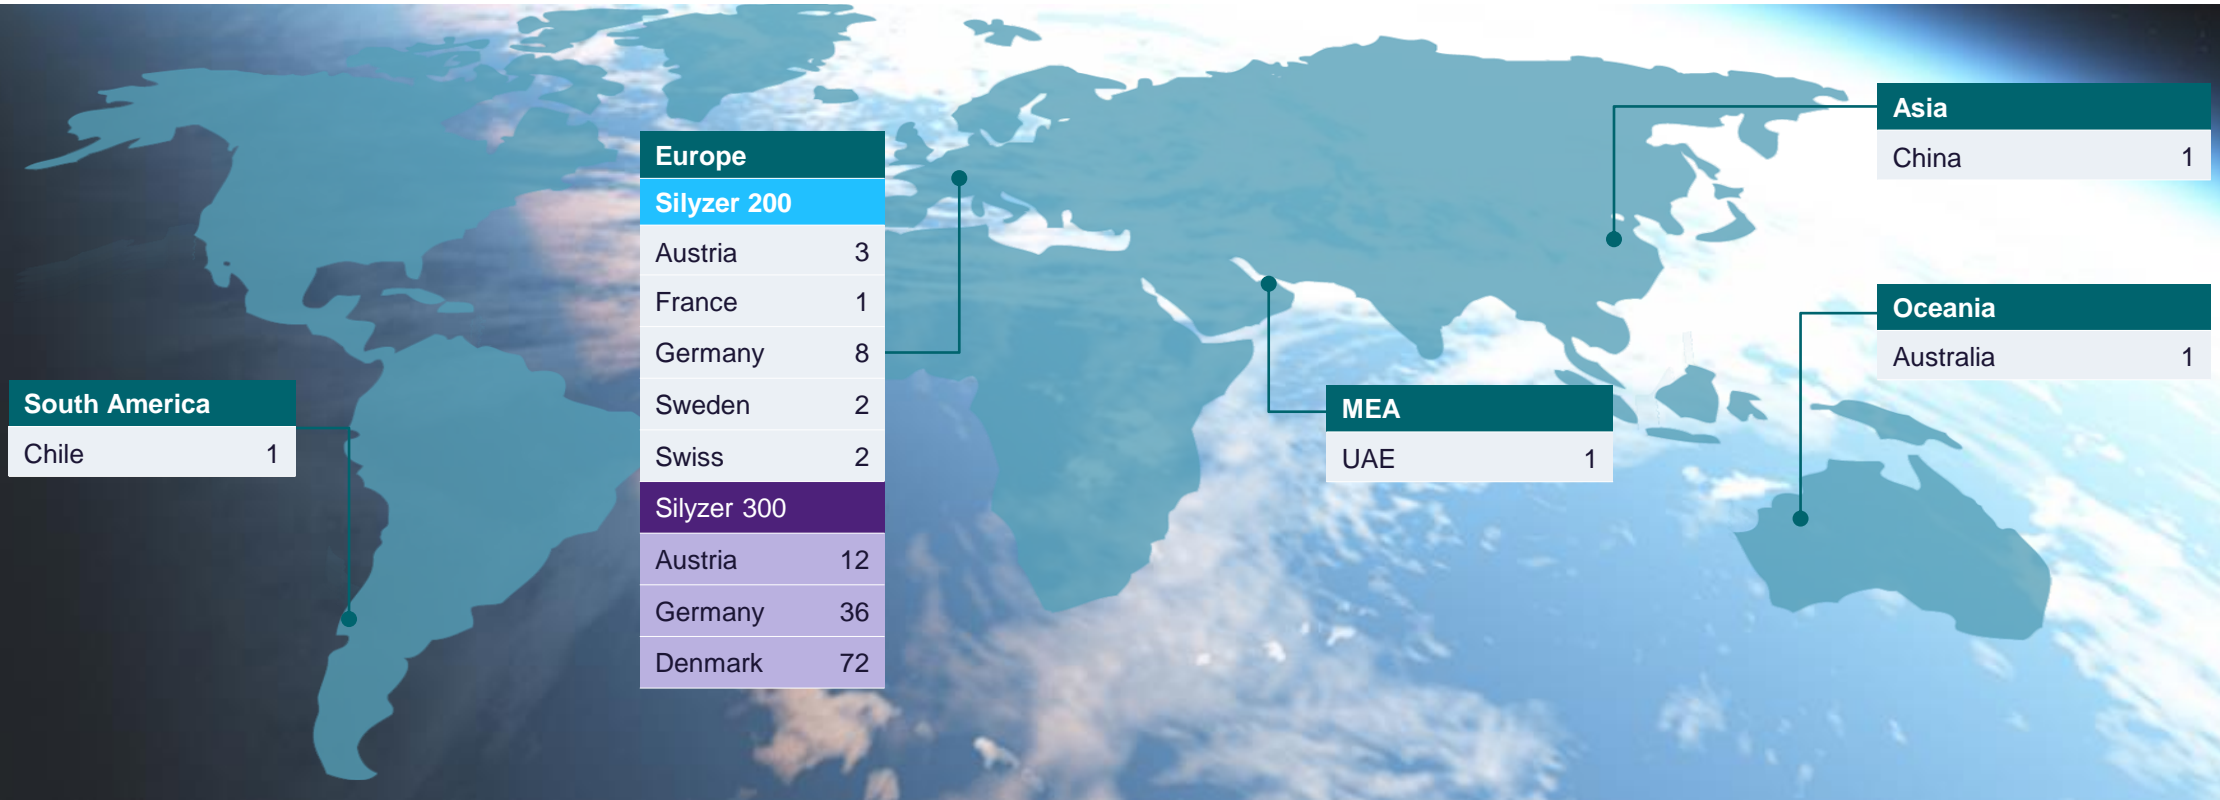 Europe
Silyzer 200
Austria 3
France 1
Germany 8
Sweden 2
Swiss 2
Silyzer 300
Austria 12
Germany 36
Denmark 72
South America
Chile 1
MEA
UAE 1
Asia
China 1
Oceania
Australia 1